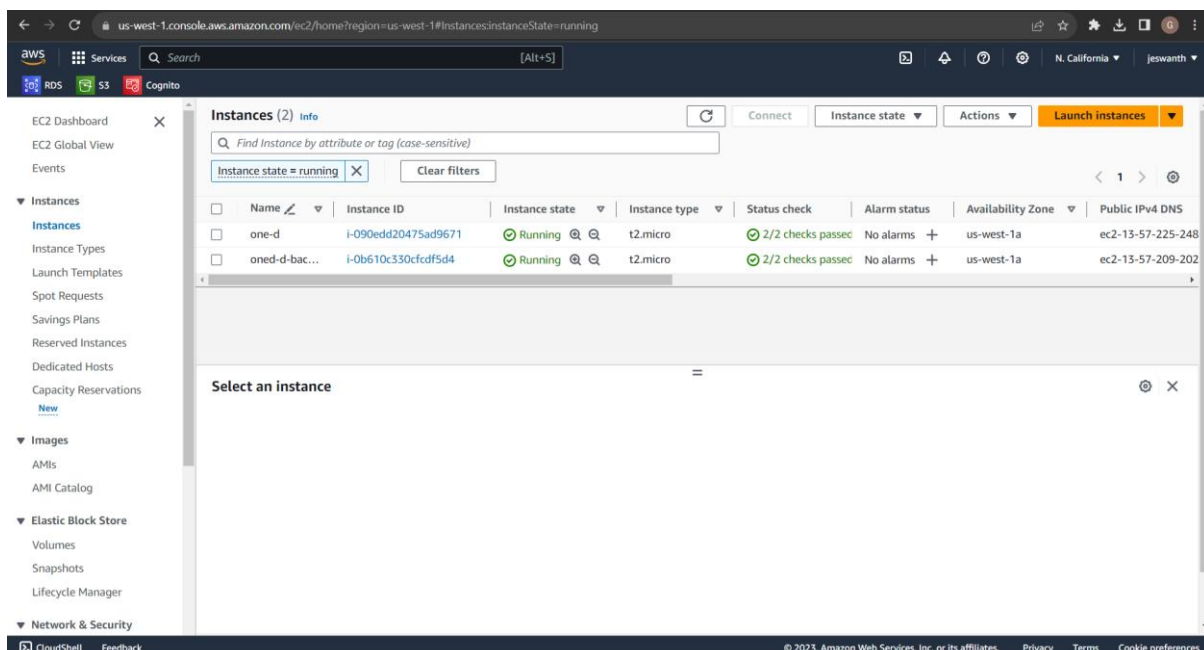 us-west-1.console.aws.amazon.com/ec2/home?region=us-west-1#Instances:instanceState=running
aws Services Search [Alt+S] N. California jeswanth
RDS S3 Cognito
EC2 Dashboard
EC2 Global View
Events
Instances
Instances
Instance Types
Launch Templates
Spot Requests
Savings Plans
Reserved Instances
Dedicated Hosts
Capacity Reservations
New
Images
AMIs
AMI Catalog
Elastic Block Store
Volumes
Snapshots
Lifecycle Manager
Network & Security
Instances (2) Info Connect Instance state Actions Launch instances
Find Instance by attribute or tag (case-sensitive)
Instance state = running Clear filters
1
Name Instance ID Instance state Instance type Status check Alarm status Availability Zone Public IPv4 DNS
one-d i-090edd20475ad9671 Running t2.micro 2/2 checks passed No alarms us-west-1a ec2-13-57-225-248
oned-d-bac... i-0b610c330cfcdf5d4 Running t2.micro 2/2 checks passed No alarms us-west-1a ec2-13-57-209-202
Select an instance
CloudShell Feedback © 2023, Amazon Web Services, Inc. or its affiliates. Privacy Terms Cookie preferences